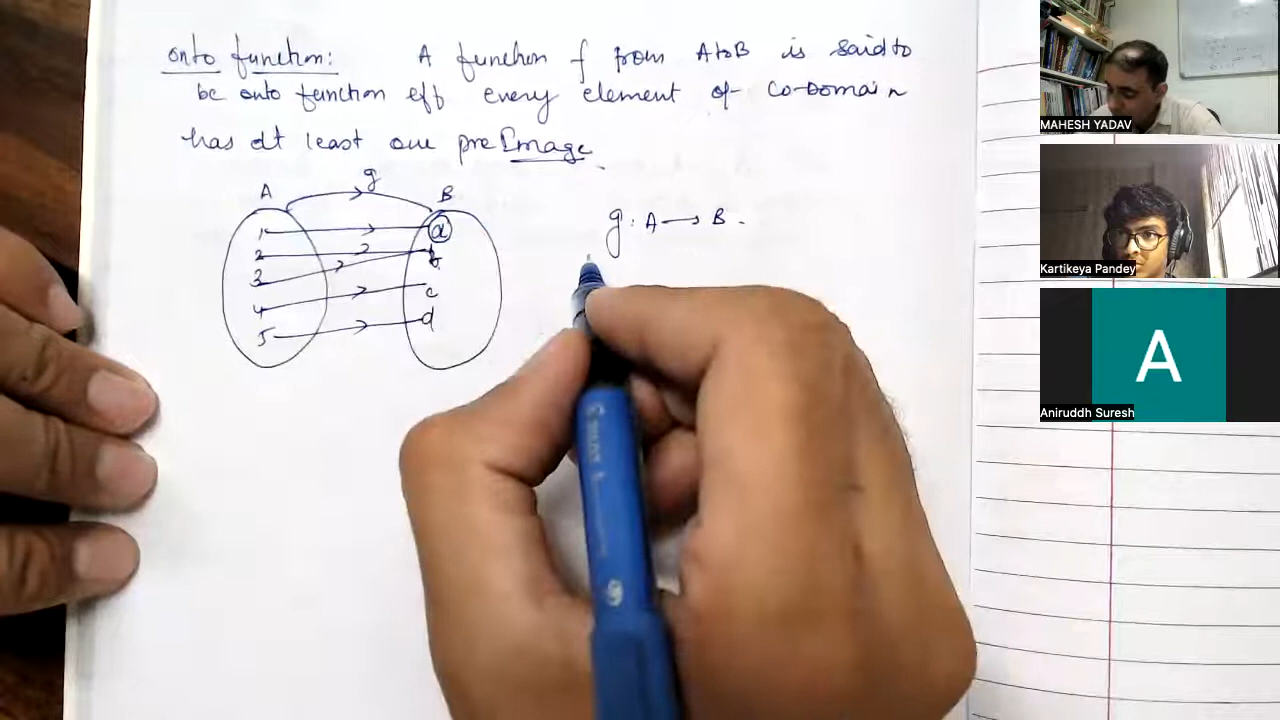 onto function: A function f from A to B is said to
be onto function iff every element of co-Domain
has at least one preImage.
g
A B
g : A → B.
1 a
2 b
3
4 c
5 d
MAHESH YADAV
Kartikeya Pandey
A
Aniruddh Suresh